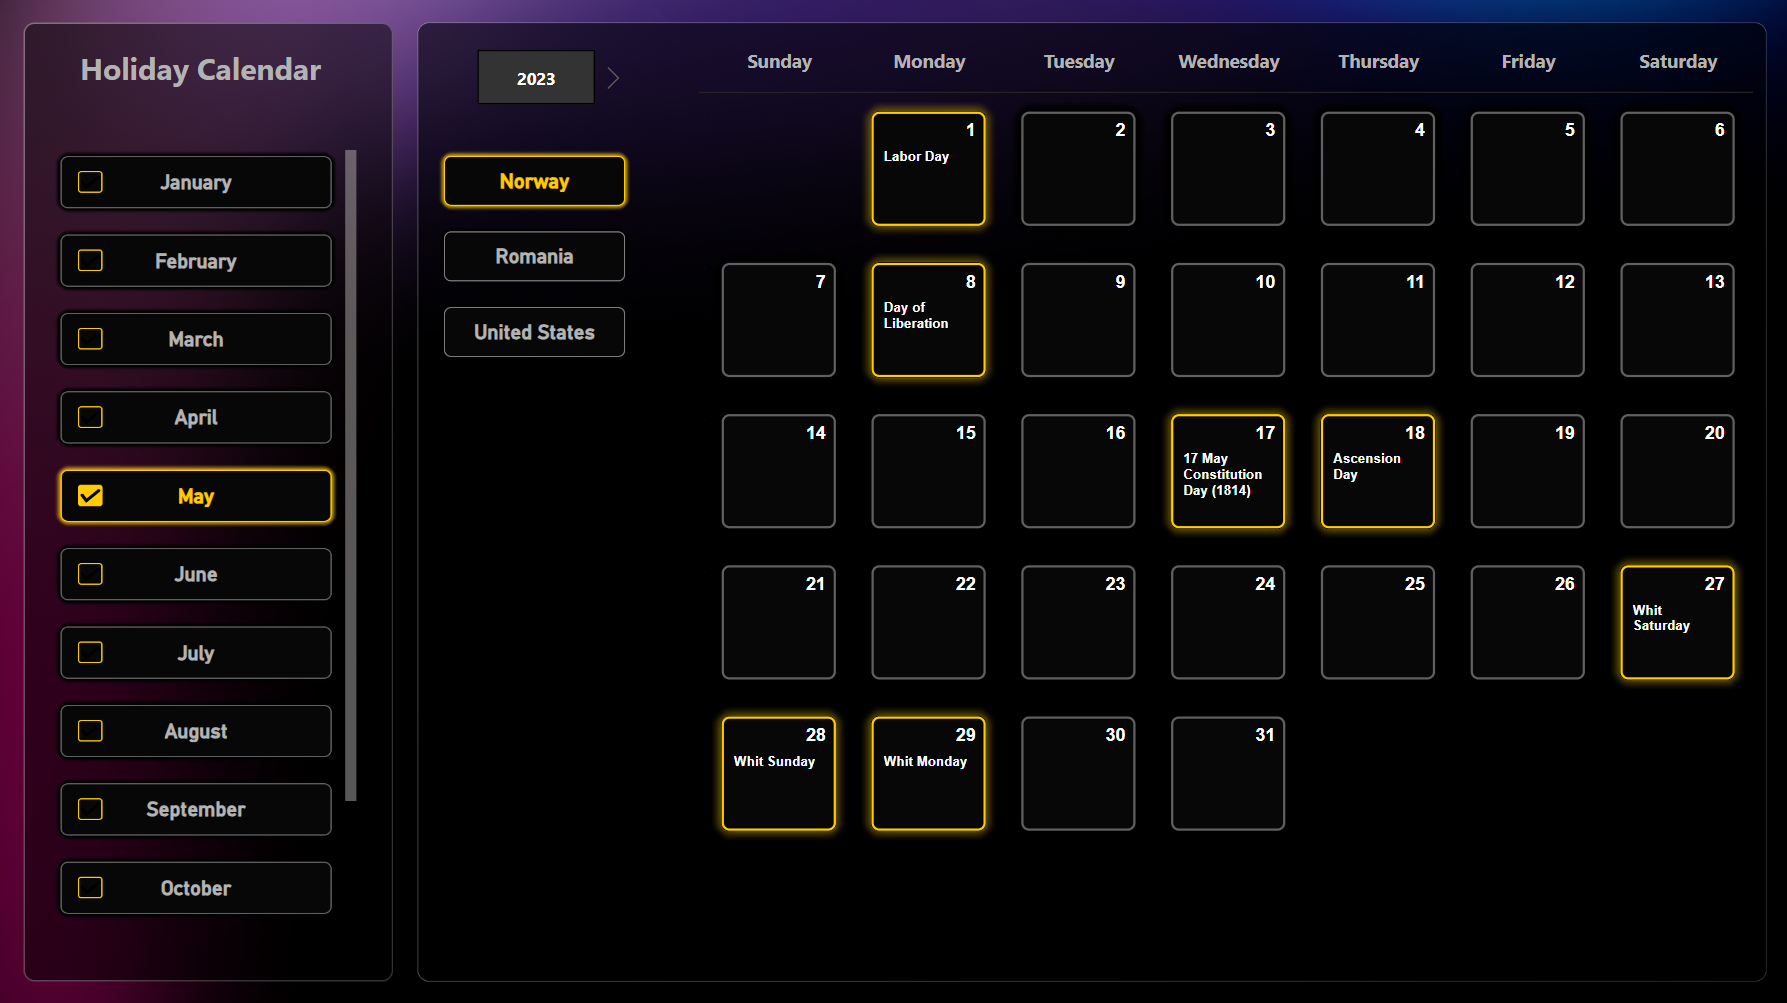 Holiday Calendar
January
February
March
April
May
June
July
August
September
October
2023
Norway
Romania
United States
Sunday Monday Tuesday Wednesday Thursday Friday Saturday
1 2 3 4 5 6
Labor Day
7 8 9 10 11 12 13
Day of
Liberation
14 15 16 17 18 19 20
17 May
Constitution
Day (1814)
Ascension
Day
21 22 23 24 25 26 27
Whit
Saturday
28 29 30 31
Whit Sunday
Whit Monday